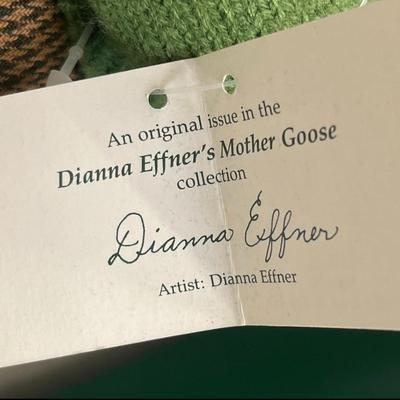 An original issue in the
Dianna Effner's Mother Goose
collection
Dianna Effner
Artist: Dianna Effner